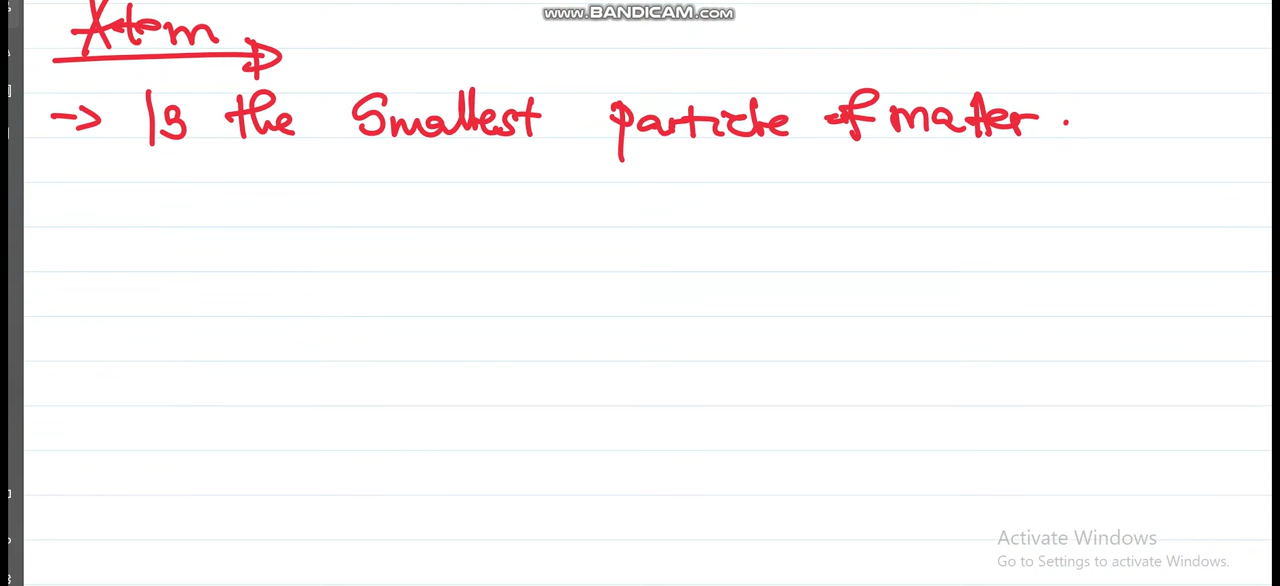 www.BANDICAM.com
Atom
→ Is the smallest particle of matter.
Activate Windows
Go to Settings to activate Windows.